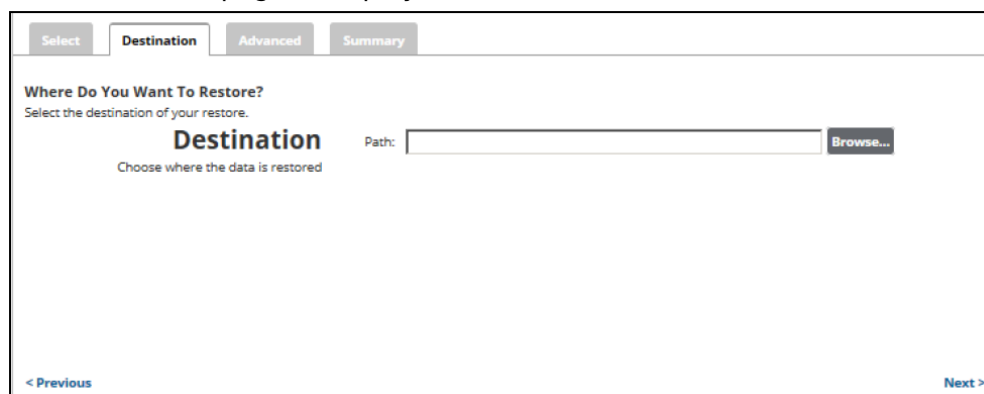 Select Destination Advanced Summary
Where Do You Want To Restore?
Select the destination of your restore.
Destination Path: Browse...
Choose where the data is restored
< Previous Next >